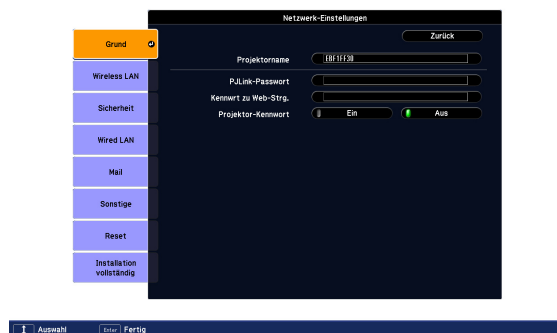 Netzwerk-Einstellungen
Zurück
Grund
Projektorname EBF1FF30
Wireless LAN
PJLink-Passwort
Kennwrt zu Web-Strg.
Sicherheit
Projektor-Kennwort Ein Aus
Wired LAN
Mail
Sonstige
Reset
Installation
vollständig
Auswahl Enter Fertig